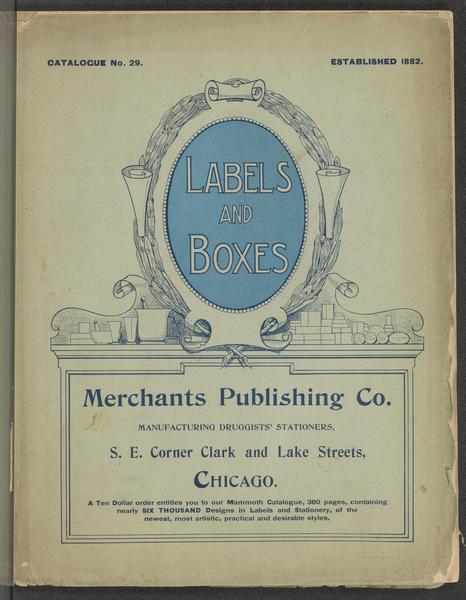 CATALOGUE No. 29.
ESTABLISHED 1882.
LABELS
AND
BOXES
Merchants Publishing Co.
MANUFACTURING DRUGGISTS' STATIONERS,
S. E. Corner Clark and Lake Streets,
CHICAGO.
A Ten Dollar order entitles you to our Mammoth Catalogue, 380 pages, containing
nearly SIX THOUSAND Designs in Labels and Stationery, of the
newest, most artistic, practical and desirable styles.